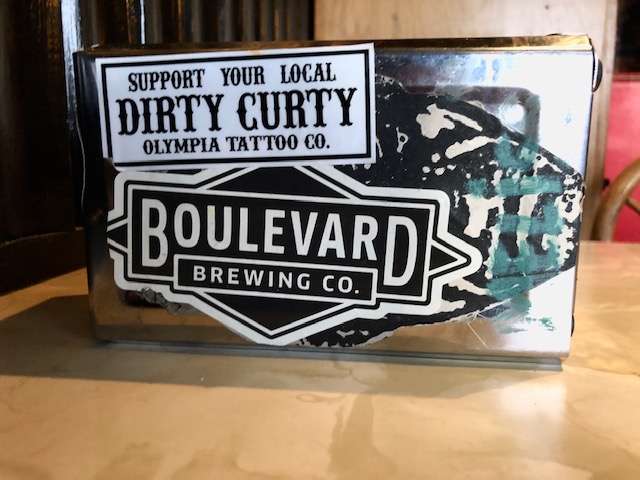 SUPPORT YOUR LOCAL
DIRTY CURTY
OLYMPIA TATTOO CO.
BOULEVARD
BREWING CO.